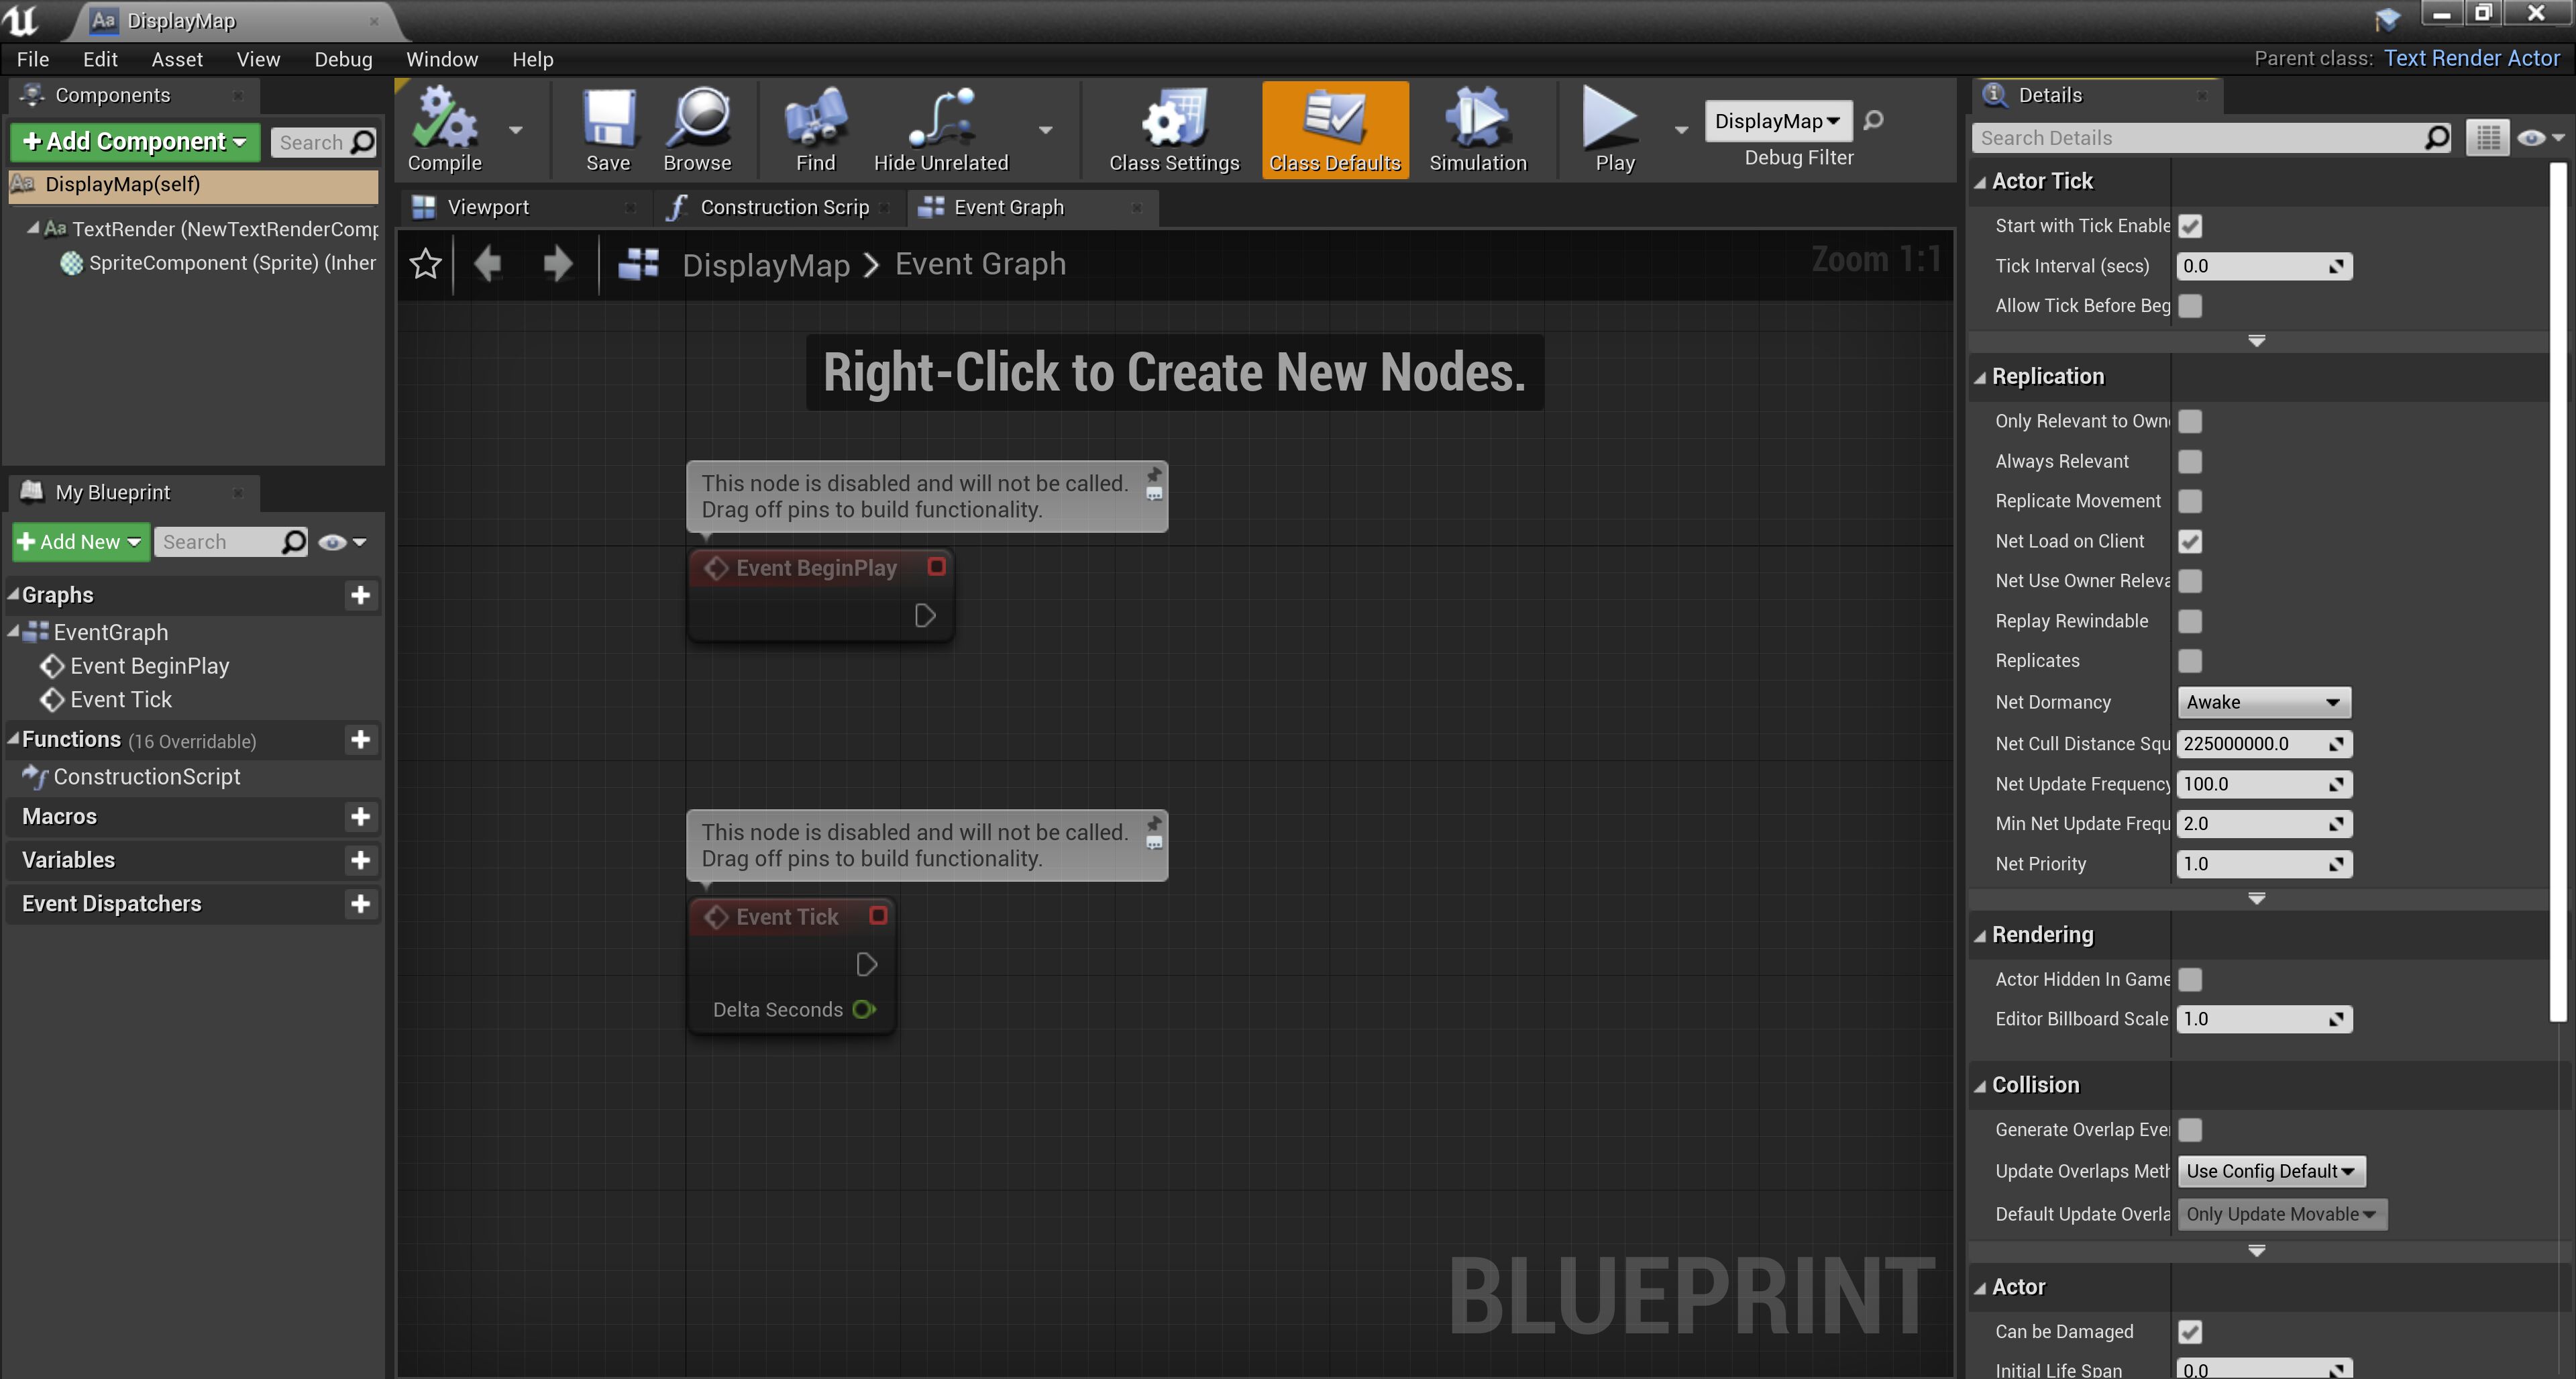 DisplayMap
File Edit Asset View Debug Window Help
Parent class: Text Render Actor
Components
Add Component
Search
DisplayMap(self)
TextRender (NewTextRenderComp
SpriteComponent (Sprite) (Inher
My Blueprint
Add New
Search
Graphs
EventGraph
Event BeginPlay
Event Tick
Functions (16 Overridable)
ConstructionScript
Macros
Variables
Event Dispatchers
Compile
Save
Browse
Find
Hide Unrelated
Class Settings
Class Defaults
Simulation
Play
DisplayMap
Debug Filter
Viewport
Construction Scrip
Event Graph
DisplayMap > Event Graph
Zoom 1:1
Right-Click to Create New Nodes.
This node is disabled and will not be called.
Drag off pins to build functionality.
Event BeginPlay
This node is disabled and will not be called.
Drag off pins to build functionality.
Event Tick
Delta Seconds
BLUEPRINT
Details
Search Details
Actor Tick
Start with Tick Enable
Tick Interval (secs) 0.0
Allow Tick Before Beg
Replication
Only Relevant to Own
Always Relevant
Replicate Movement
Net Load on Client
Net Use Owner Releva
Replay Rewindable
Replicates
Net Dormancy Awake
Net Cull Distance Squ 225000000.0
Net Update Frequency 100.0
Min Net Update Frequ 2.0
Net Priority 1.0
Rendering
Actor Hidden In Game
Editor Billboard Scale 1.0
Collision
Generate Overlap Eve
Update Overlaps Meth Use Config Default
Default Update Overla Only Update Movable
Actor
Can be Damaged
Initial Life Span 0.0